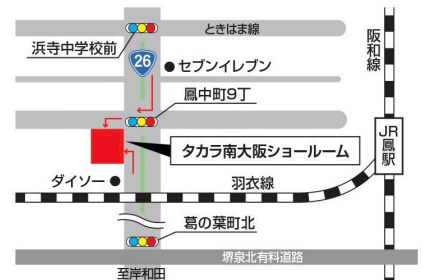 ときはま線
浜寺中学校前
阪和線
26
セブンイレブン
鳳中町9丁
JR鳳駅
タカラ南大阪ショールーム
ダイソー
羽衣線
葛の葉町北
堺泉北有料道路
至岸和田